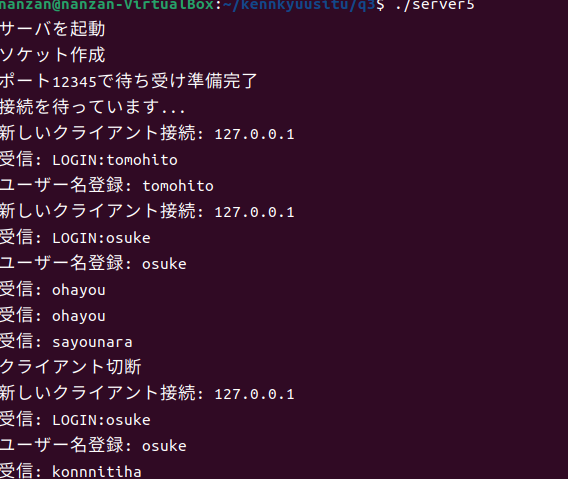 nanzan@nanzan-VirtualBox:~/kennkyuusitu/q3$ ./server5
サーバを起動
ソケット作成
ポート12345で待ち受け準備完了
接続を待っています...
新しいクライアント接続: 127.0.0.1
受信: LOGIN:tomohito
ユーザー名登録: tomohito
新しいクライアント接続: 127.0.0.1
受信: LOGIN:osuke
ユーザー名登録: osuke
受信: ohayou
受信: ohayou
受信: sayounara
クライアント切断
新しいクライアント接続: 127.0.0.1
受信: LOGIN:osuke
ユーザー名登録: osuke
受信: konnnitiha